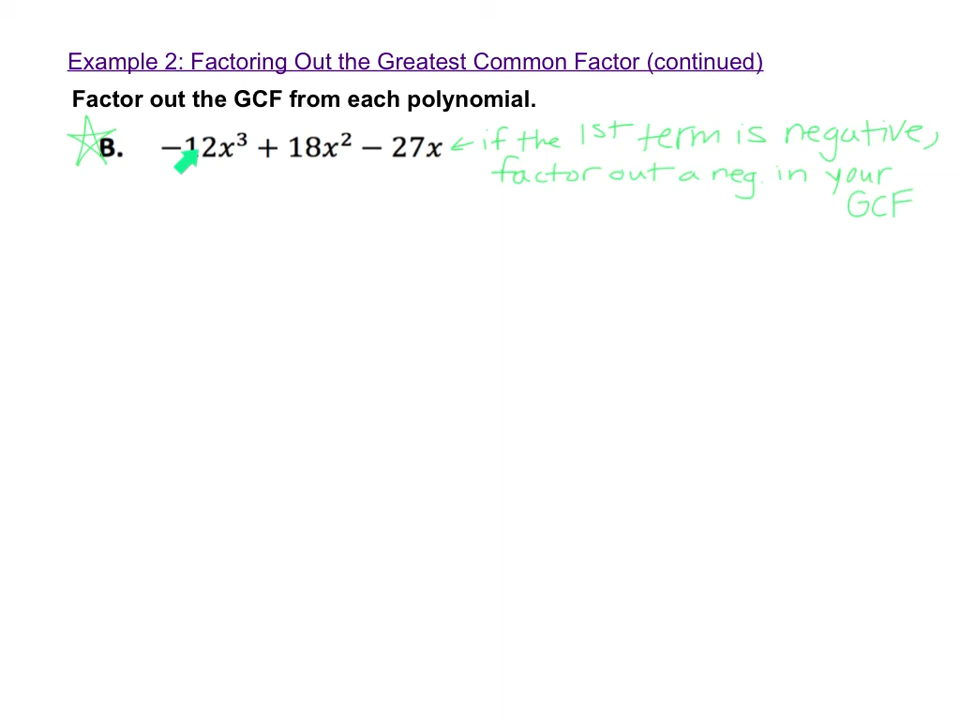 Example 2: Factoring Out the Greatest Common Factor (continued)
Factor out the GCF from each polynomial.
B. −12x³ + 18x² − 27x ← if the 1st term is negative,
factor out a neg. in your
GCF